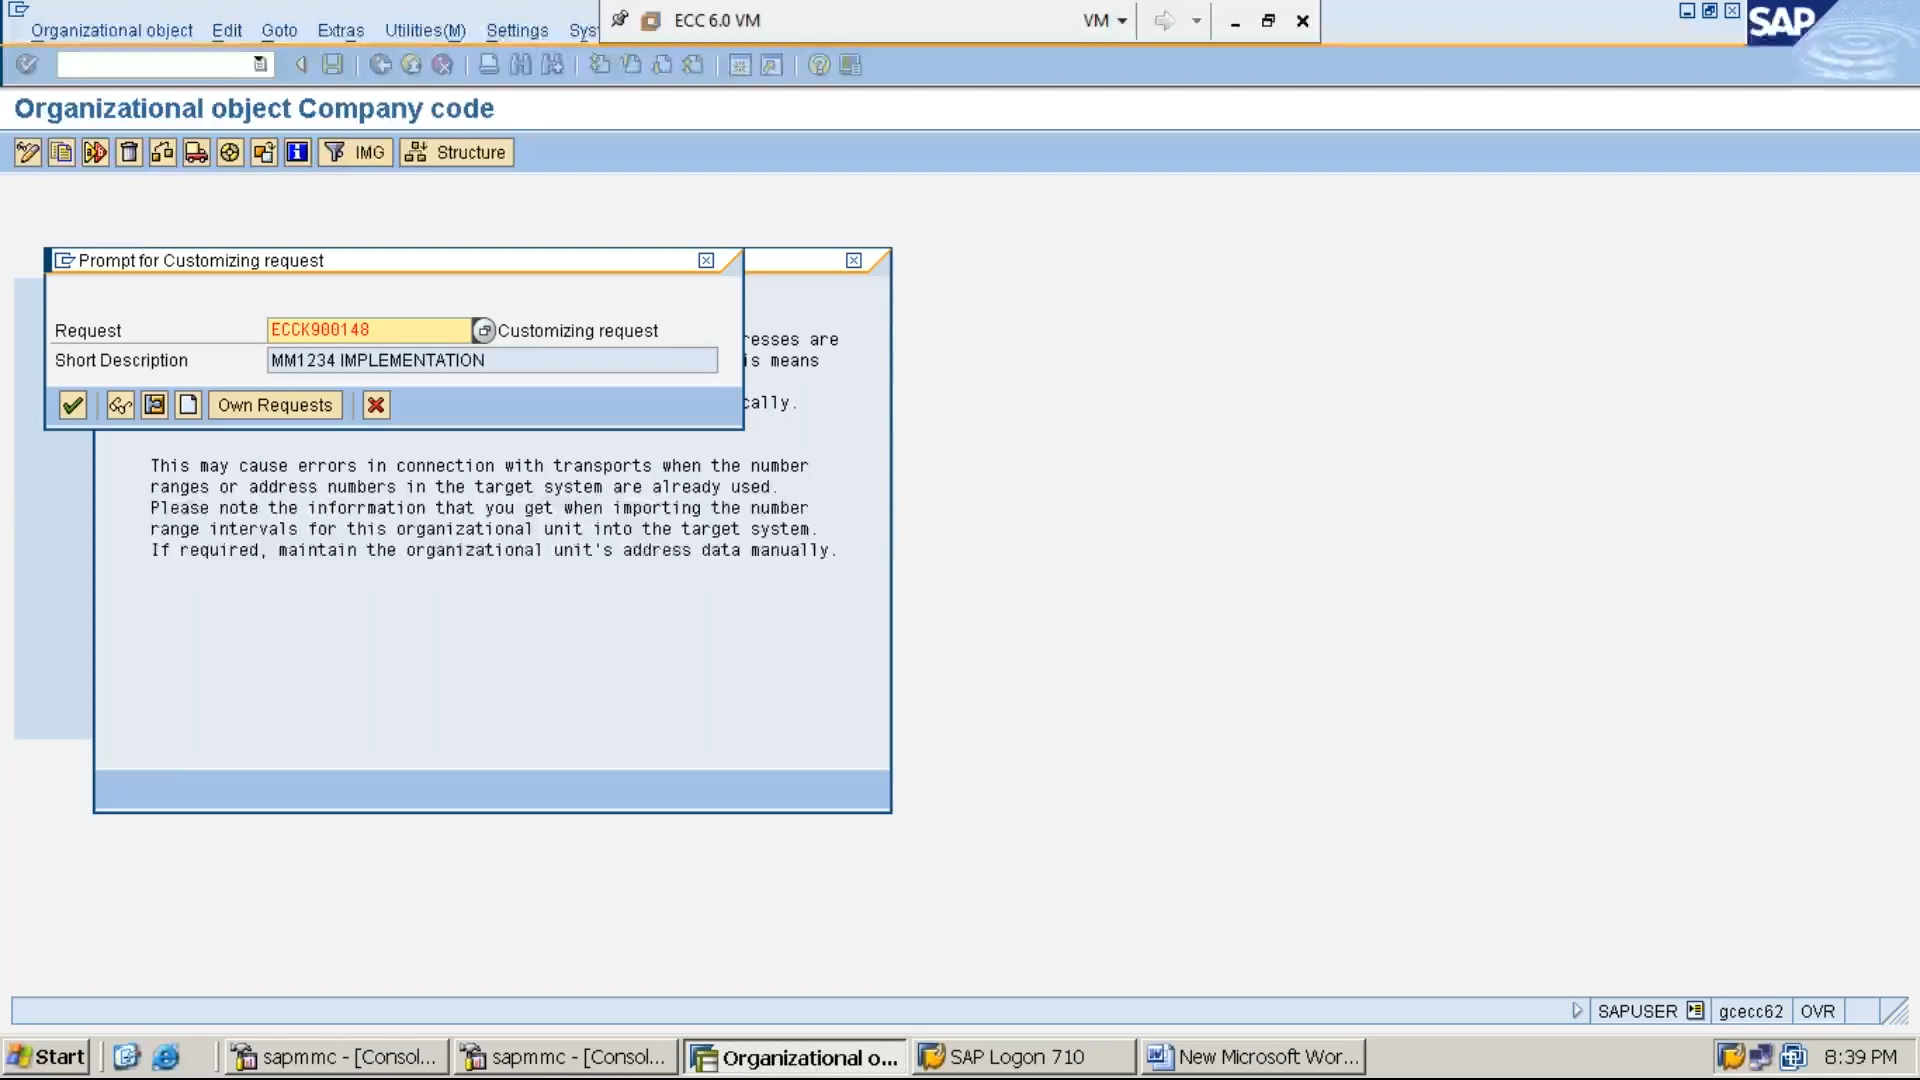 ECC 6.0 VM
VM
Organizational object Edit Goto Extras Utilities(M) Settings Sys
SAP
Organizational object Company code
IMG Structure
Prompt for Customizing request
Request ECCK900148 Customizing request
Short Description MM1234 IMPLEMENTATION
Own Requests
resses are
is means
cally.
This may cause errors in connection with transports when the number
ranges or address numbers in the target system are already used.
Please note the information that you get when importing the number
range intervals for this organizational unit into the target system.
If required, maintain the organizational unit's address data manually.
SAPUSER gcecc62 OVR
Start sapmmc - [Consol... sapmmc - [Consol... Organizational o... SAP Logon 710 New Microsoft Wor... 8:39 PM